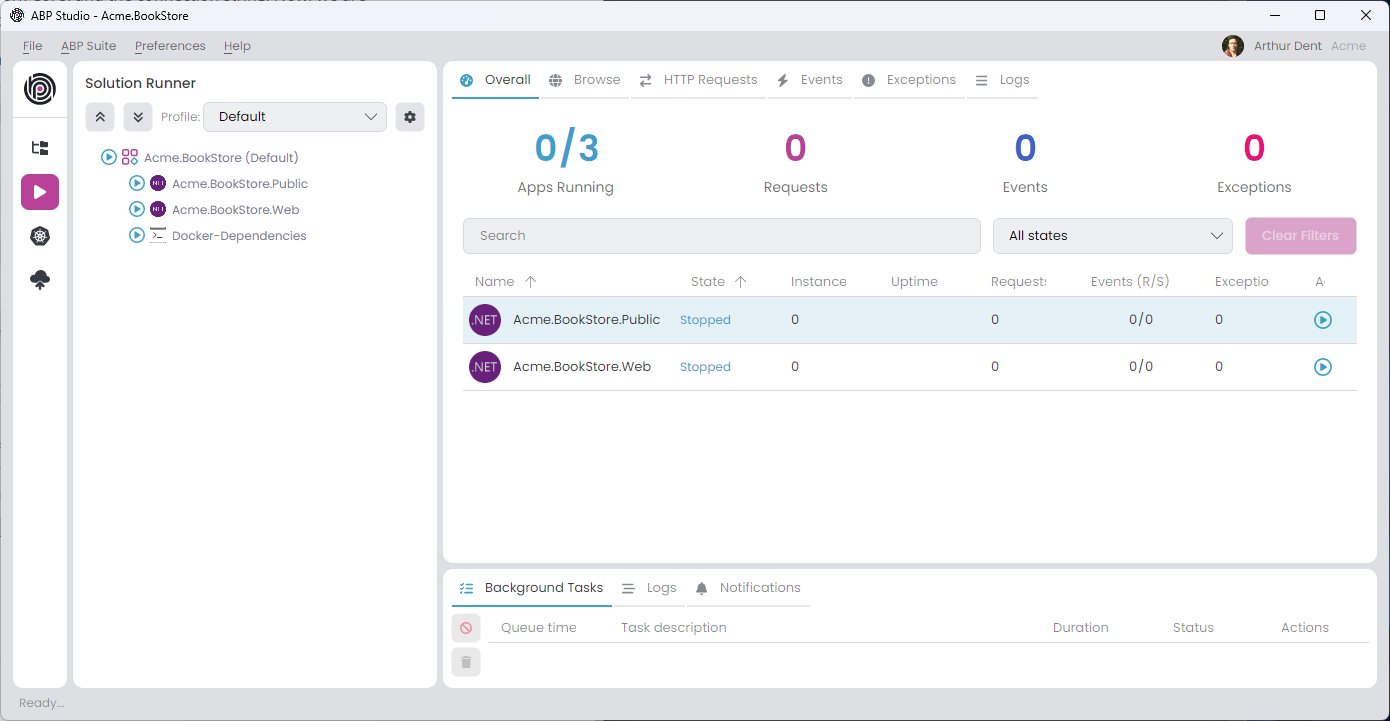 ABP Studio - Acme.BookStore
File ABP Suite Preferences Help
Arthur Dent Acme
Solution Runner
Profile: Default
Acme.BookStore (Default)
Acme.BookStore.Public
Acme.BookStore.Web
Docker-Dependencies
Overall Browse HTTP Requests Events Exceptions Logs
0/3 0 0 0
Apps Running Requests Events Exceptions
Search All states Clear Filters
Name State Instance Uptime Requests Events (R/S) Exceptio A
.NET Acme.BookStore.Public Stopped 0 0 0/0 0
.NET Acme.BookStore.Web Stopped 0 0 0/0 0
Background Tasks Logs Notifications
Queue time Task description Duration Status Actions
Ready...